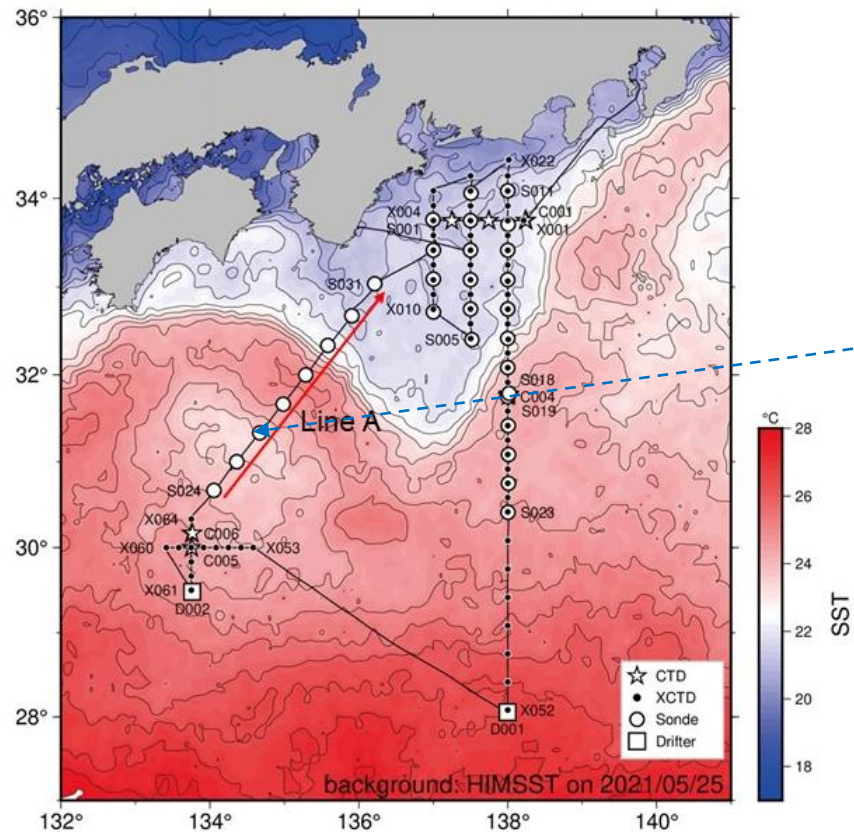 36°
34°
32°
30°
28°
132
134
136
138
140
X022
S011
X004
C001
S001
X001
S031
X010
S005
S018
C004
Line A
S019
S024
S023
X064
C006
X060
X053
C005
X061
D002
X052
D001
CTD
XCTD
Sonde
Drifter
background: HIMSST on 2021/05/25
°C
28
26
24
22
20
18
SST